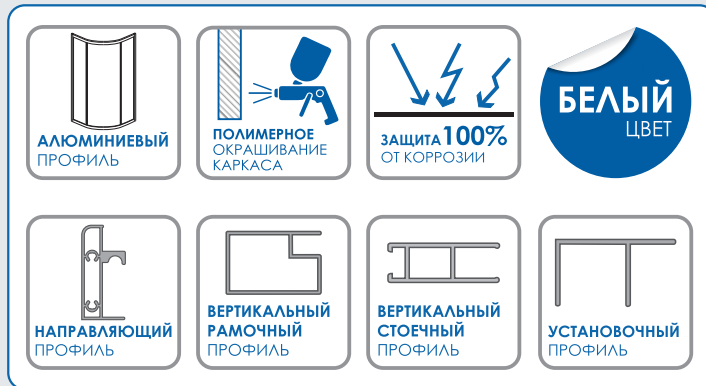 АЛЮМИНИЕВЫЙ
ПРОФИЛЬ
ПОЛИМЕРНОЕ
ОКРАШИВАНИЕ
КАРКАСА
ЗАЩИТА 100%
ОТ КОРРОЗИИ
БЕЛЫЙ
ЦВЕТ
НАПРАВЛЯЮЩИЙ
ПРОФИЛЬ
ВЕРТИКАЛЬНЫЙ
РАМОЧНЫЙ
ПРОФИЛЬ
ВЕРТИКАЛЬНЫЙ
СТОЕЧНЫЙ
ПРОФИЛЬ
УСТАНОВОЧНЫЙ
ПРОФИЛЬ